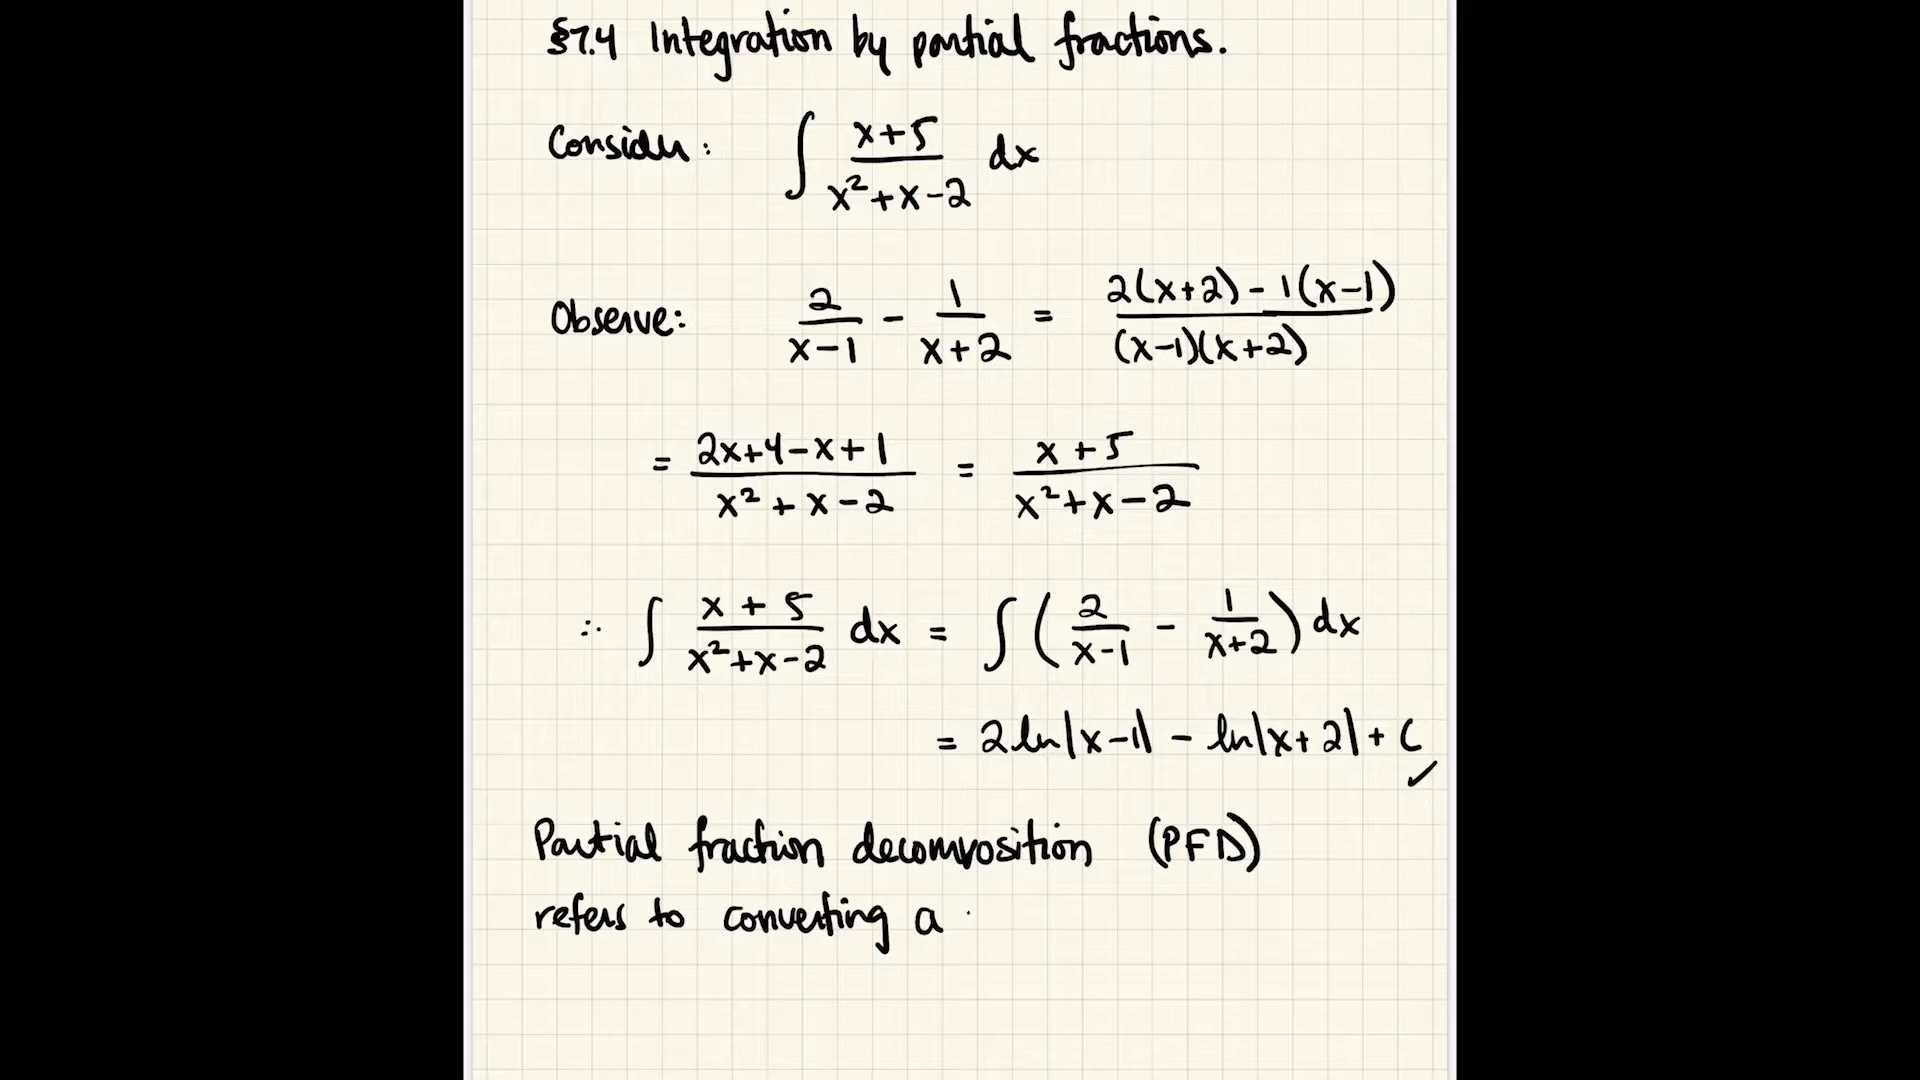 §7.4 Integration by partial fractions.
Consider: ∫ (x+5)/(x²+x-2) dx
Observe: 2/(x-1) - 1/(x+2) = (2(x+2) - 1(x-1))/((x-1)(x+2))
= (2x+4-x+1)/(x²+x-2) = (x+5)/(x²+x-2)
∴ ∫ (x+5)/(x²+x-2) dx = ∫ (2/(x-1) - 1/(x+2)) dx
= 2 ln|x-1| - ln|x+2| + C ✓
Partial fraction decomposition (PFD)
refers to converting a